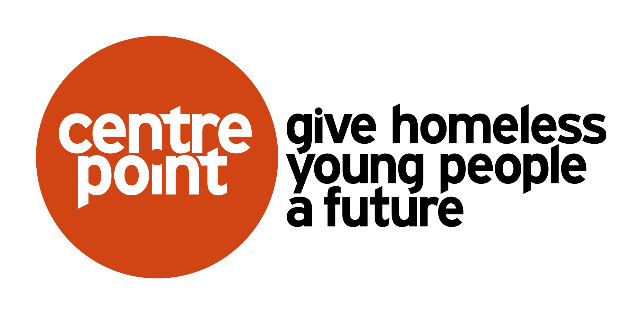 centre
point
give homeless
young people
a future